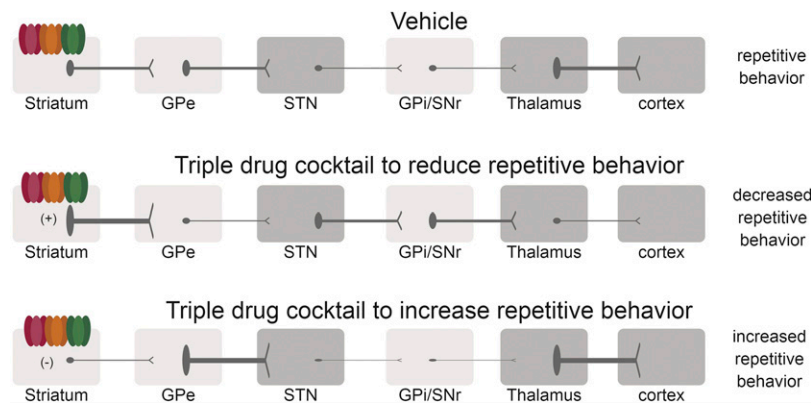 Vehicle
repetitive
behavior
Striatum GPe STN GPi/SNr Thalamus cortex
Triple drug cocktail to reduce repetitive behavior
(+)
decreased
repetitive
behavior
Striatum GPe STN GPi/SNr Thalamus cortex
Triple drug cocktail to increase repetitive behavior
(-)
increased
repetitive
behavior
Striatum GPe STN GPi/SNr Thalamus cortex